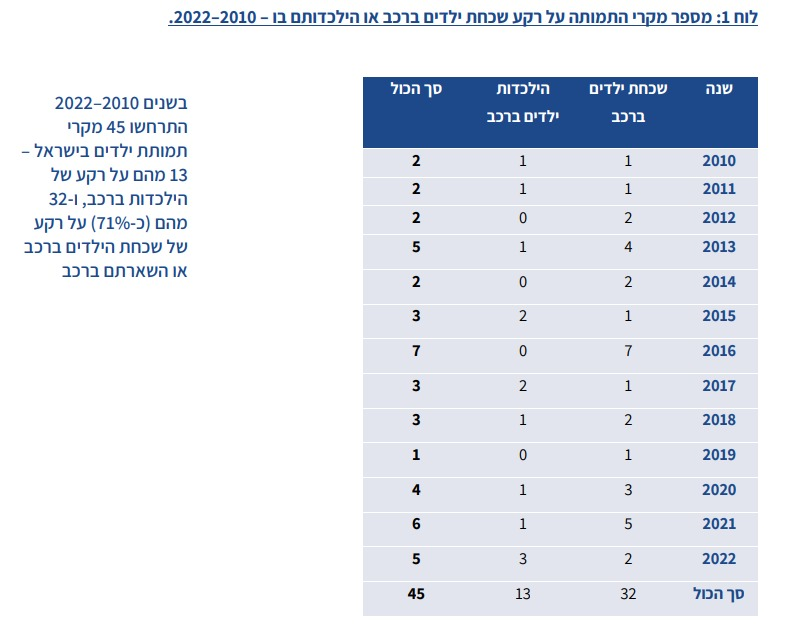 לוח 1: מספר מקרי התמותה על רקע שכחת ילדים ברכב או הילכדותם בו – 2010–2022.
שנה שכחת ילדים ברכב הילכדות ילדים ברכב סך הכול
2010 1 1 2
2011 1 1 2
2012 2 0 2
2013 4 1 5
2014 2 0 2
2015 1 2 3
2016 7 0 7
2017 1 2 3
2018 2 1 3
2019 1 0 1
2020 3 1 4
2021 5 1 6
2022 2 3 5
סך הכול 32 13 45
בשנים 2010–2022
התרחשו 45 מקרי
תמותת ילדים בישראל –
13 מהם על רקע של
הילכדות ברכב, ו-32
מהם (כ-71%) על רקע
של שכחת הילדים ברכב
או השארתם ברכב